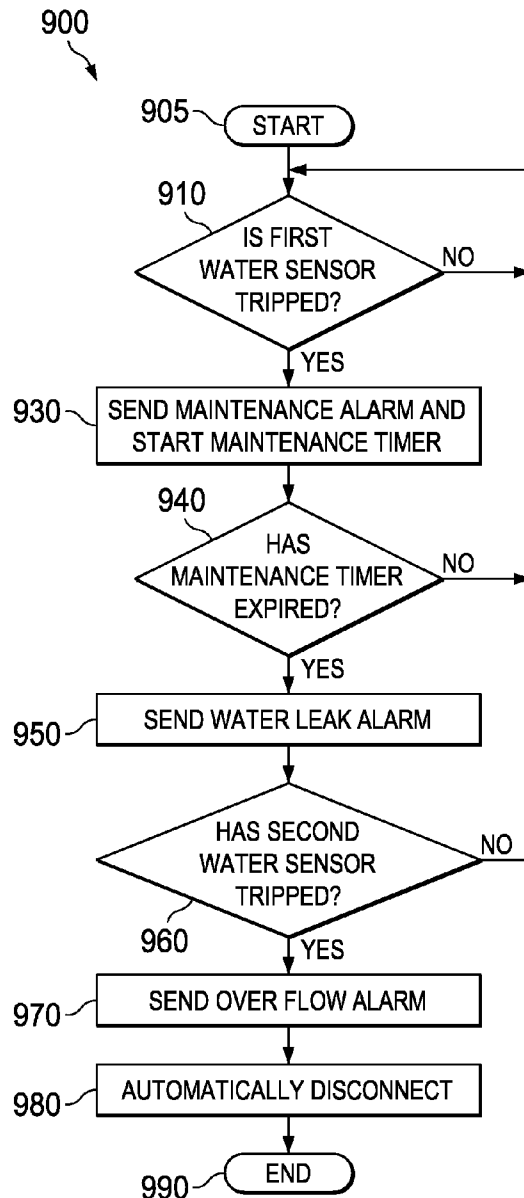 900
905
START
910
IS FIRST
WATER SENSOR
TRIPPED?
NO
YES
930
SEND MAINTENANCE ALARM AND
START MAINTENANCE TIMER
940
HAS
MAINTENANCE TIMER
EXPIRED?
NO
YES
950
SEND WATER LEAK ALARM
HAS SECOND
WATER SENSOR
TRIPPED?
NO
960
YES
970
SEND OVER FLOW ALARM
980
AUTOMATICALLY DISCONNECT
990
END